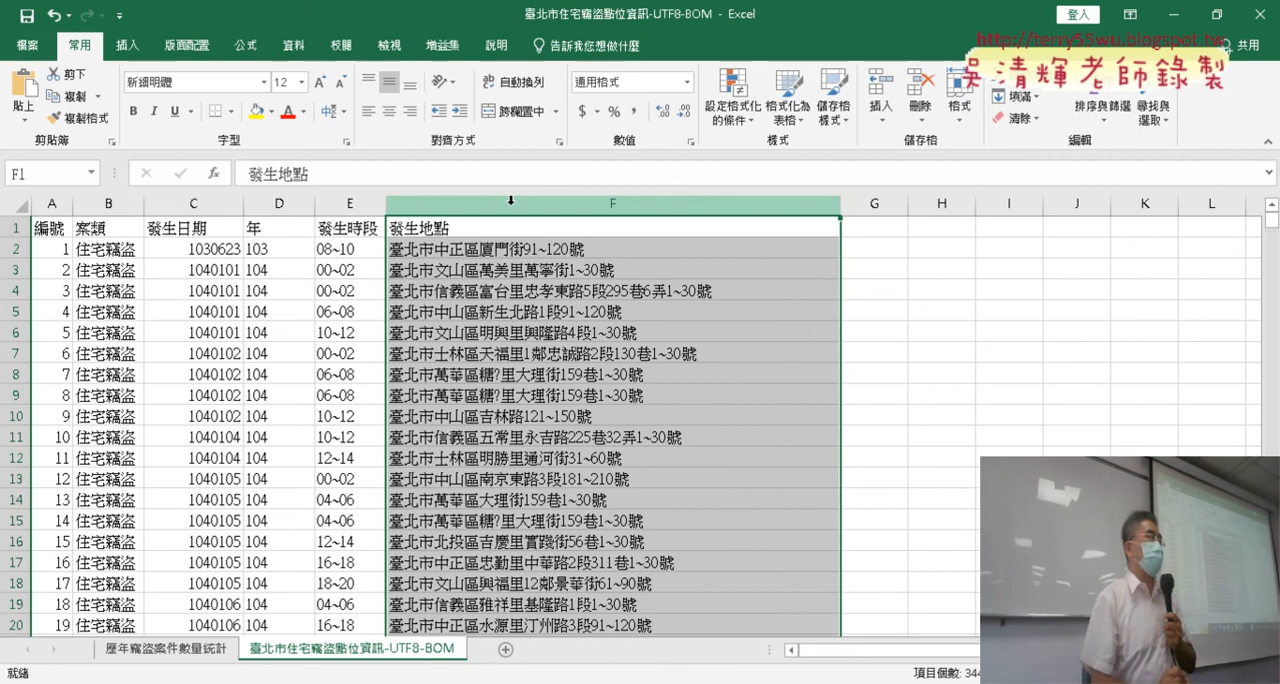 臺北市住宅竊盜點位資訊-UTF8-BOM - Excel
登入
檔案 常用 插入 版面配置 公式 資料 校閱 檢視 增益集 說明 告訴我您想做什麼 共用
http://terry55wu.blogspot.tw
吳清輝老師錄製
貼上 剪下 複製 複製格式
新細明體 12
B I U
自動換列
跨欄置中
通用格式
$ %
設定格式化的條件 格式化為表格 儲存格樣式
插入 刪除 格式
填滿 清除
排序與篩選 尋找與選取
剪貼簿 字型 對齊方式 數值 樣式 儲存格 編輯
F1 fx 發生地點
A B C D E F G H I J K L
1 編號 案類 發生日期 年 發生時段 發生地點
2 1 住宅竊盜 1030623 103 08~10 臺北市中正區廈門街91~120號
3 2 住宅竊盜 1040101 104 00~02 臺北市文山區萬美里萬寧街1~30號
4 3 住宅竊盜 1040101 104 00~02 臺北市信義區富台里忠孝東路5段295巷6弄1~30號
5 4 住宅竊盜 1040101 104 06~08 臺北市中山區新生北路1段91~120號
6 5 住宅竊盜 1040101 104 10~12 臺北市文山區明興里興隆路4段1~30號
7 6 住宅竊盜 1040102 104 00~02 臺北市士林區天福里1鄰忠誠路2段130巷1~30號
8 7 住宅竊盜 1040102 104 06~08 臺北市萬華區糖?里大理街159巷1~30號
9 8 住宅竊盜 1040102 104 06~08 臺北市萬華區糖?里大理街159巷1~30號
10 9 住宅竊盜 1040102 104 10~12 臺北市中山區吉林路121~150號
11 10 住宅竊盜 1040104 104 10~12 臺北市信義區五常里永吉路225巷32弄1~30號
12 11 住宅竊盜 1040104 104 12~14 臺北市士林區明勝里通河街31~60號
13 12 住宅竊盜 1040105 104 00~02 臺北市中山區南京東路3段181~210號
14 13 住宅竊盜 1040105 104 04~06 臺北市萬華區大理街159巷1~30號
15 14 住宅竊盜 1040105 104 04~06 臺北市萬華區糖?里大理街159巷1~30號
16 15 住宅竊盜 1040105 104 12~14 臺北市北投區吉慶里實踐街56巷1~30號
17 16 住宅竊盜 1040105 104 16~18 臺北市中正區忠勤里中華路2段311巷1~30號
18 17 住宅竊盜 1040105 104 18~20 臺北市文山區興福里12鄰景華街61~90號
19 18 住宅竊盜 1040106 104 04~06 臺北市信義區雅祥里基隆路1段1~30號
20 19 住宅竊盜 1040106 104 16~18 臺北市中正區水源里汀州路3段91~120號
歷年竊盜案件數量統計 臺北市住宅竊盜點位資訊-UTF8-BOM
就緒 項目個數: 344